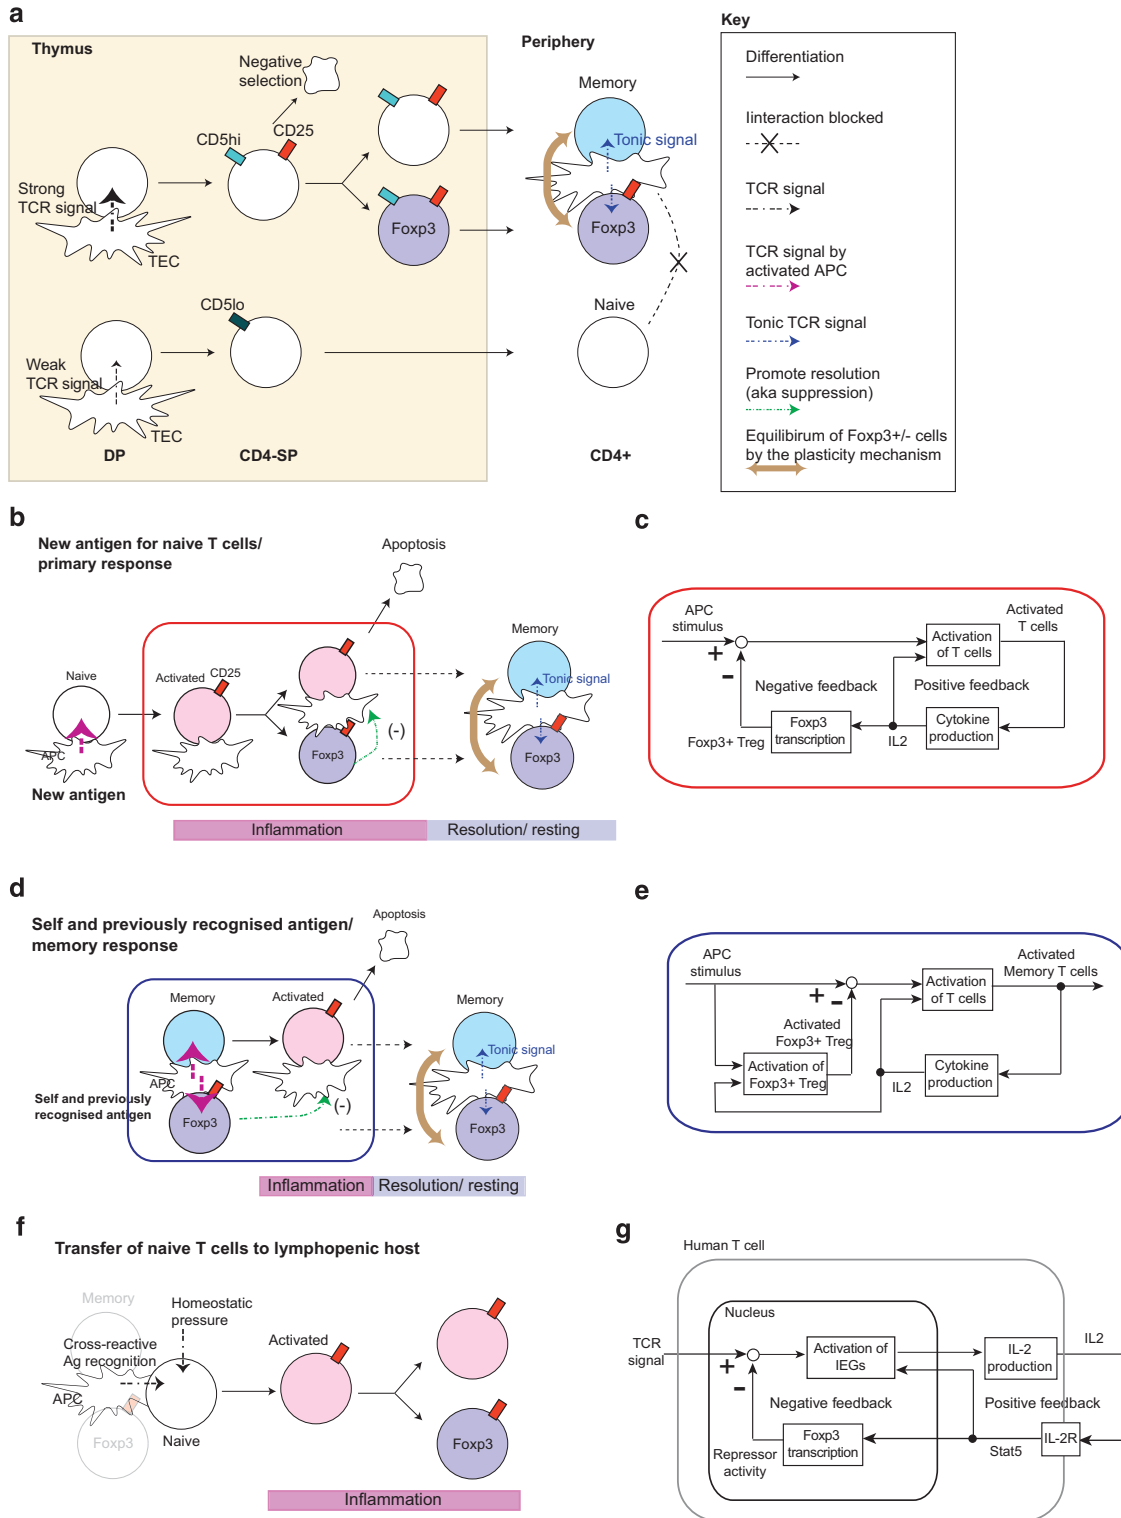 a
Thymus
Negative
selection
CD5hi
CD25
Strong
TCR signal
TEC
Foxp3
CD5lo
Weak
TCR signal
TEC
DP
CD4-SP
Periphery
Memory
Tonic signal
Foxp3
Naive
CD4+
Key
Differentiation
Iinteraction blocked
TCR signal
TCR signal by
activated APC
Tonic TCR signal
Promote resolution
(aka suppression)
Equilibirum of Foxp3+/- cells
by the plasticity mechanism
b
New antigen for naive T cells/
primary response
Apoptosis
Naive
Activated
CD25
APC
New antigen
Foxp3
(-)
Memory
Tonic signal
Foxp3
Inflammation
Resolution/ resting
c
APC
stimulus
+
-
Activation
of T cells
Activated
T cells
Negative feedback
Positive feedback
Foxp3
transcription
Foxp3+ Treg
IL2
Cytokine
production
d
Self and previously recognised antigen/
memory response
Apoptosis
Memory
Activated
APC
Self and previously
recognised antigen
Foxp3
(-)
Memory
Tonic signal
Foxp3
Inflammation
Resolution/ resting
e
APC
stimulus
+
-
Activation
of T cells
Activated
Memory T cells
Activated
Foxp3+ Treg
Activation of
Foxp3+ Treg
IL2
Cytokine
production
f
Transfer of naive T cells to lymphopenic host
Memory
Homeostatic
pressure
Cross-reactive
Ag recognition
APC
Foxp3
Naive
Activated
Foxp3
Inflammation
g
Human T cell
Nucleus
TCR
signal
+
-
Activation of
IEGs
IL-2
production
IL2
Negative feedback
Positive feedback
Foxp3
transcription
Repressor
activity
Stat5
IL-2R